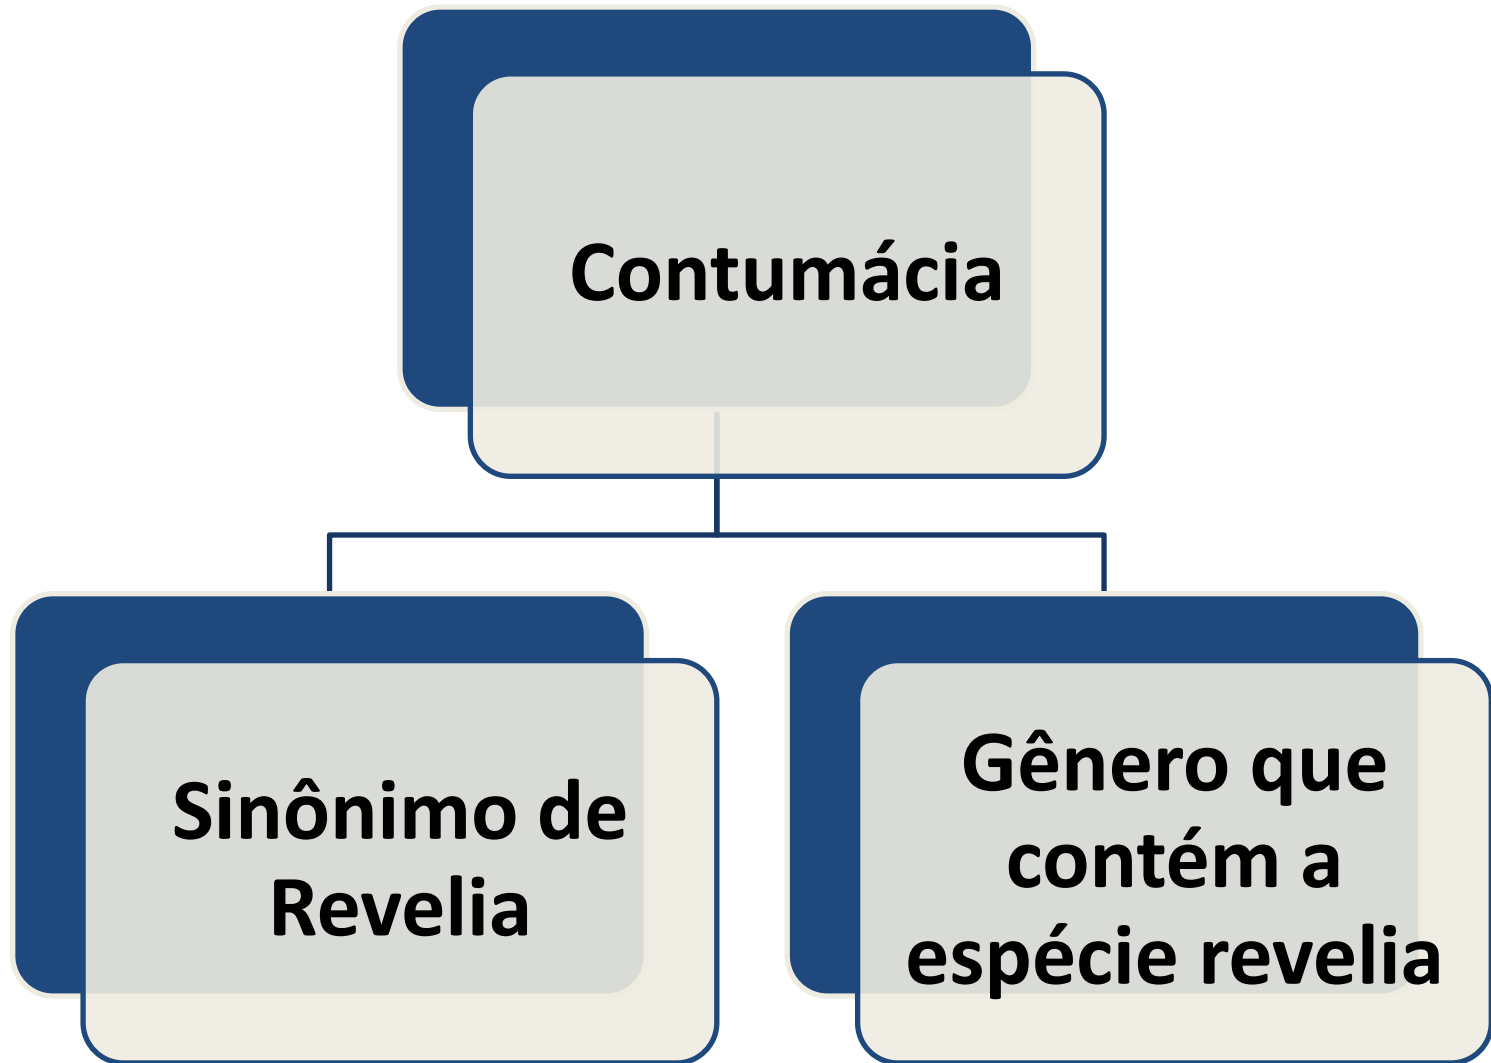 Contumácia
Sinônimo de
Revelia
Gênero que
contém a
espécie revelia